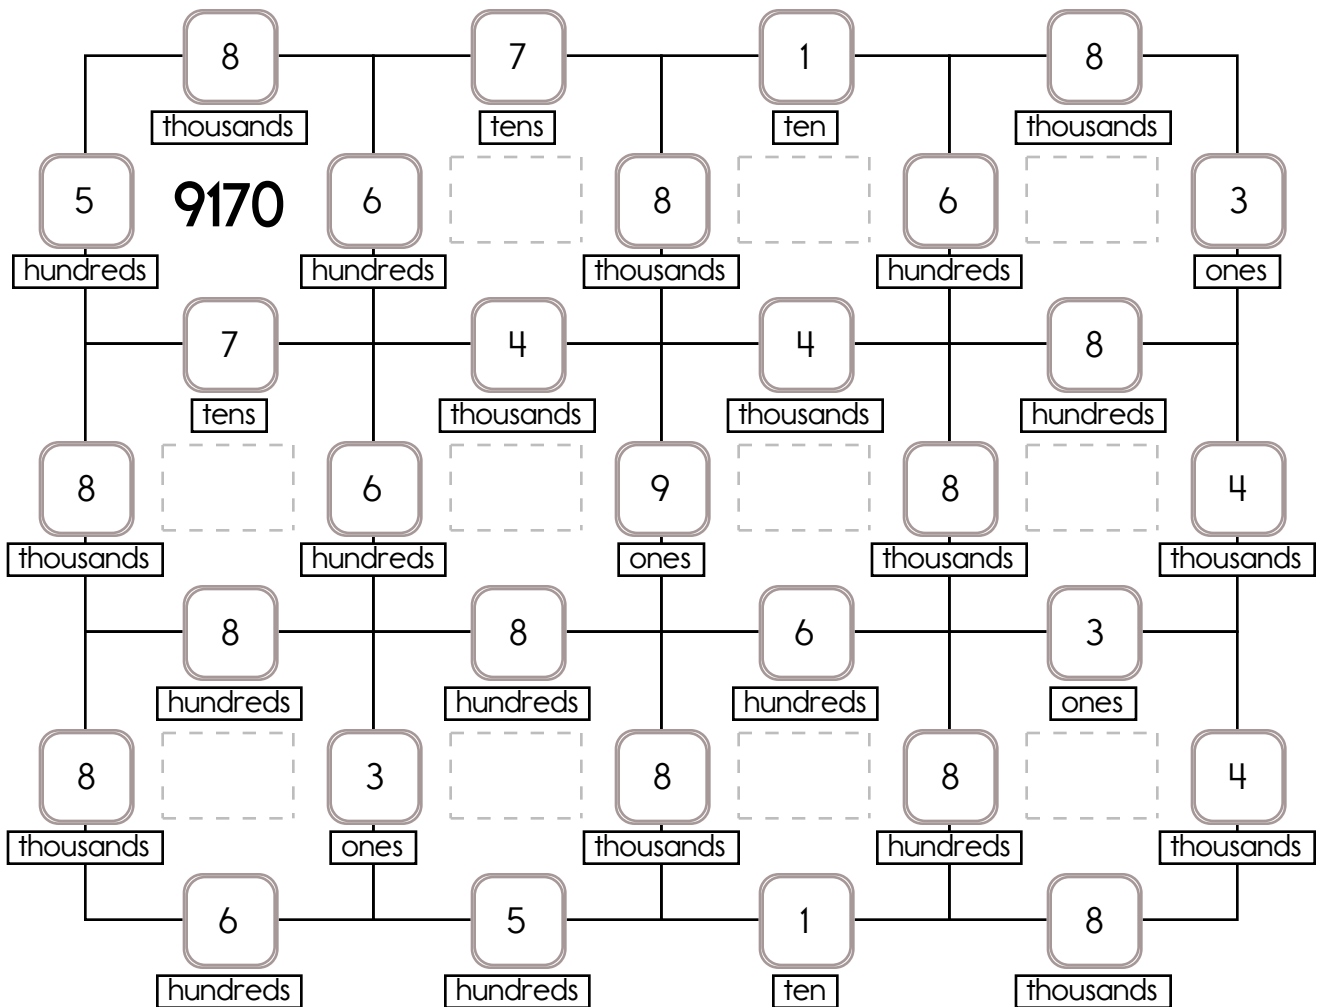 8 7 1 8
thousands tens ten thousands
5 9170 6 8 6 3
hundreds hundreds thousands hundreds ones
7 4 4 8
tens thousands thousands hundreds
8 6 9 8 4
thousands hundreds ones thousands thousands
8 8 6 3
hundreds hundreds hundreds ones
8 3 8 8 4
thousands ones thousands hundreds thousands
6 5 1 8
hundreds hundreds ten thousands